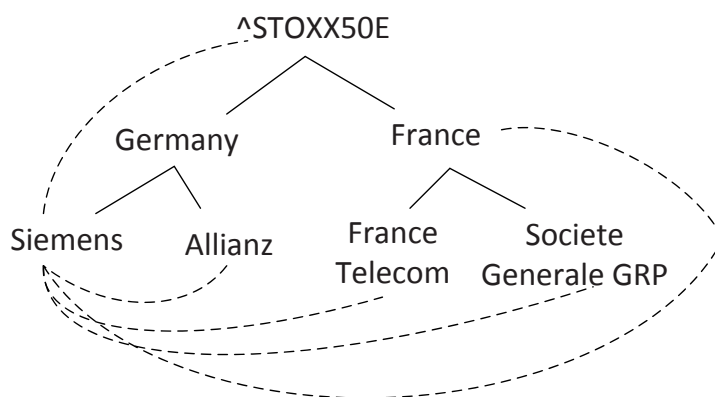 ^STOXX50E
Germany
France
Siemens
Allianz
France
Telecom
Societe
Generale GRP